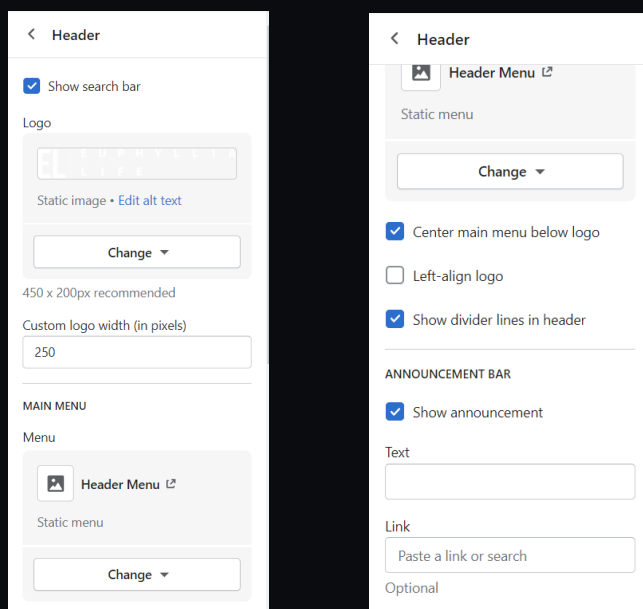 Header
Show search bar
Logo
EL EUPHYLLIA
LIFE
Static image • Edit alt text
Change
450 x 200px recommended
Custom logo width (in pixels)
250
MAIN MENU
Menu
Header Menu
Static menu
Change
Header
Header Menu
Static menu
Change
Center main menu below logo
Left-align logo
Show divider lines in header
ANNOUNCEMENT BAR
Show announcement
Text
Link
Paste a link or search
Optional